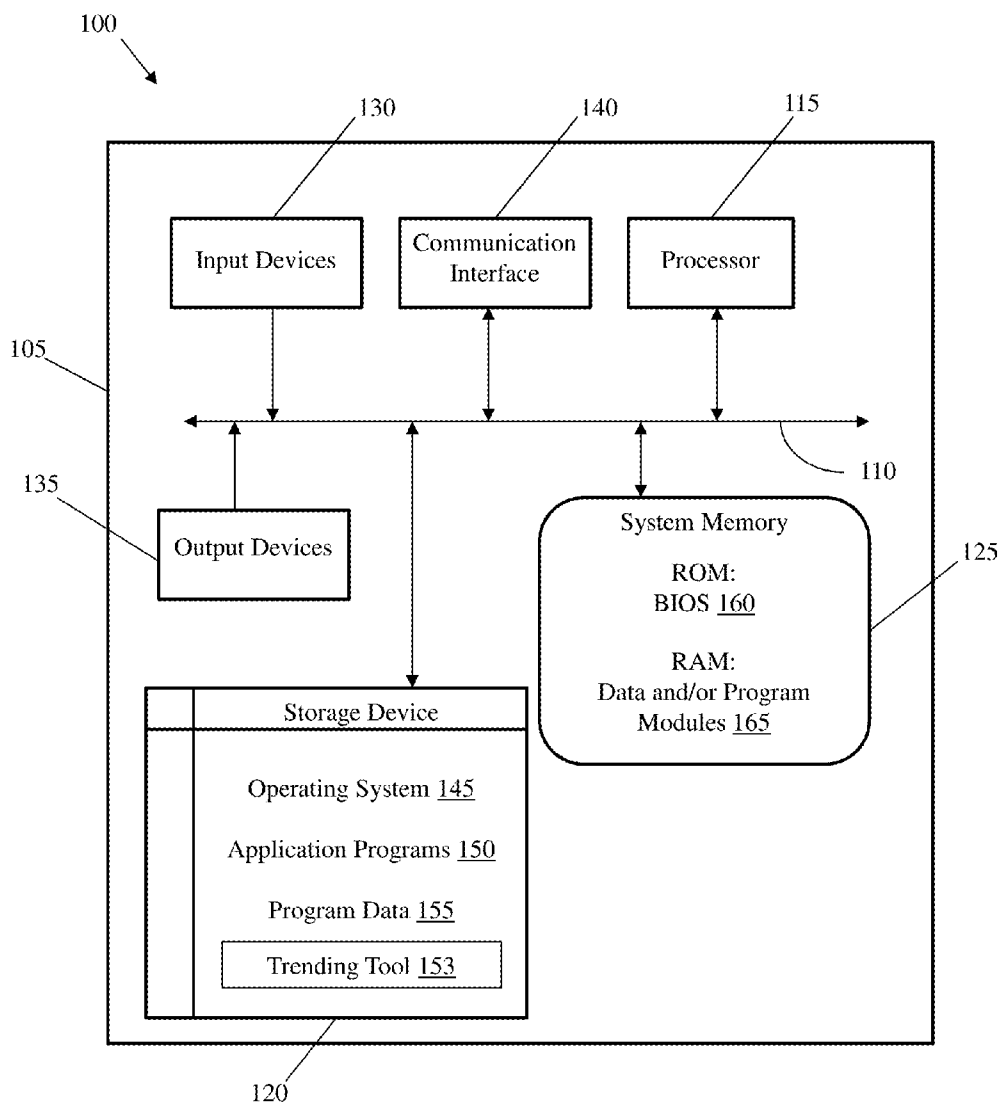 100
130
140
115
Input Devices
Communication
Interface
Processor
105
110
135
Output Devices
System Memory
ROM:
BIOS 160
RAM:
Data and/or Program
Modules 165
125
Storage Device
Operating System 145
Application Programs 150
Program Data 155
Trending Tool 153
120